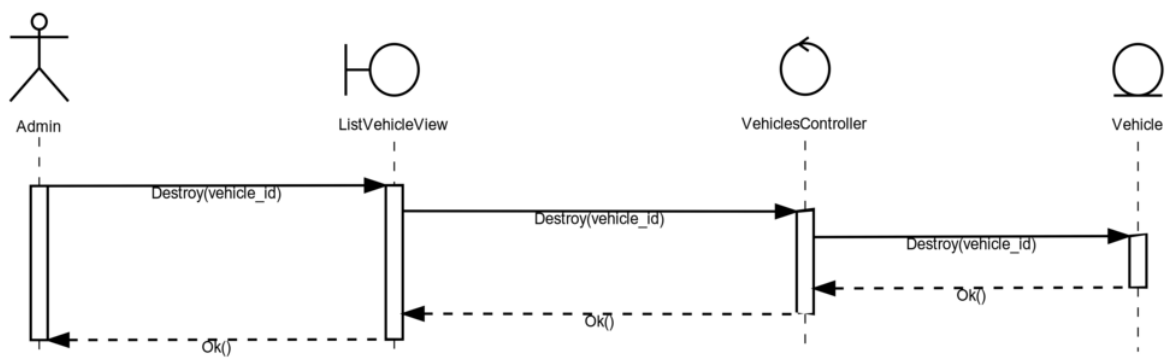 Admin
ListVehicleView
VehiclesController
Vehicle
Destroy(vehicle_id)
Destroy(vehicle_id)
Destroy(vehicle_id)
Ok()
Ok()
Ok()